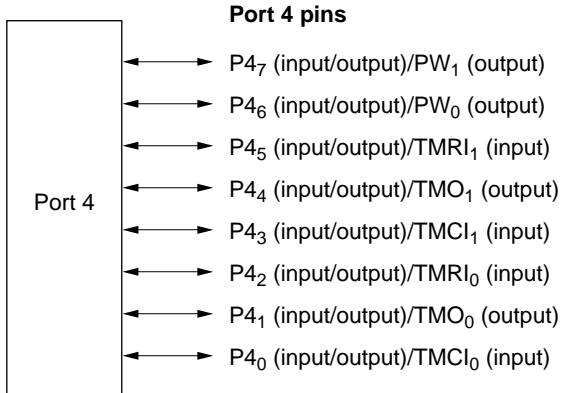 Port 4 pins
P4₇ (input/output)/PW₁ (output)
P4₆ (input/output)/PW₀ (output)
P4₅ (input/output)/TMRI₁ (input)
P4₄ (input/output)/TMO₁ (output)
Port 4
P4₃ (input/output)/TMCI₁ (input)
P4₂ (input/output)/TMRI₀ (input)
P4₁ (input/output)/TMO₀ (output)
P4₀ (input/output)/TMCI₀ (input)